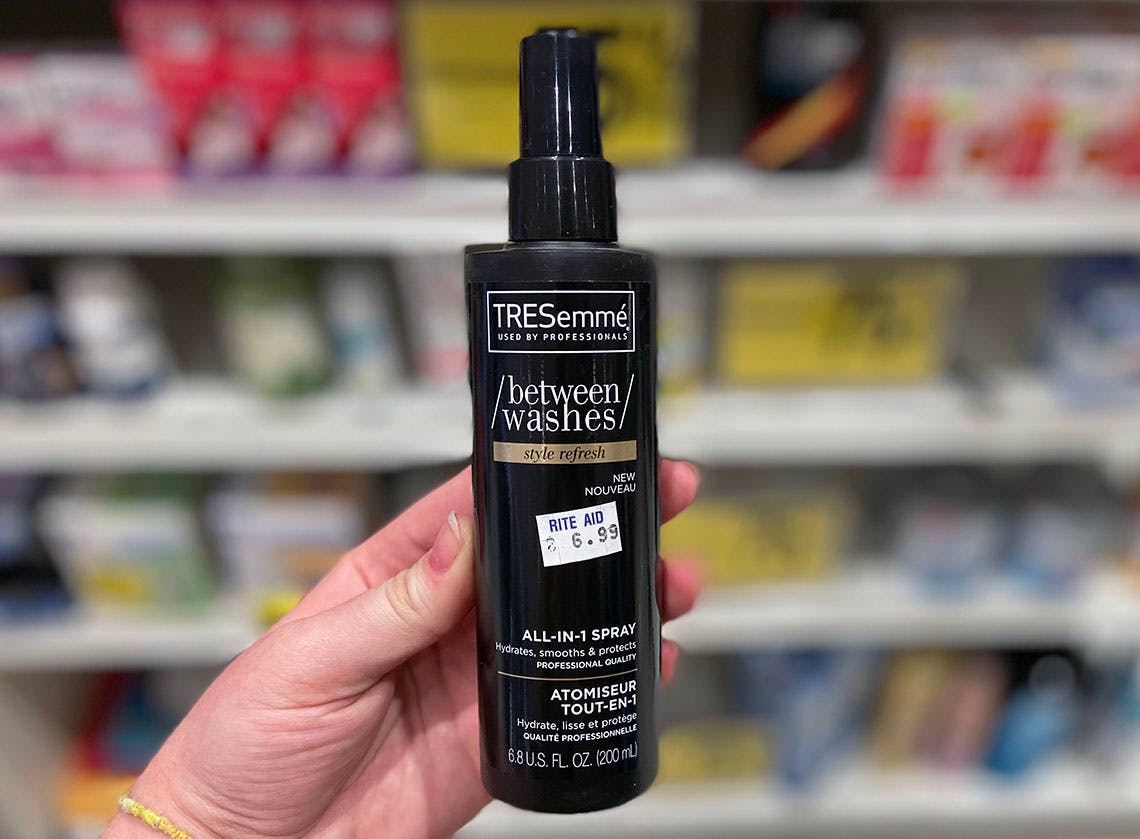 TRESemmé
USED BY PROFESSIONALS
/between
washes/
style refresh
NEW
NOUVEAU
RITE AID
6.99
ALL-IN-1 SPRAY
Hydrates, smooths & protects
PROFESSIONAL QUALITY
ATOMISEUR
TOUT-EN-1
Hydrate, lisse et protège
QUALITÉ PROFESSIONNELLE
6.8 U.S. FL. OZ. (200 mL)